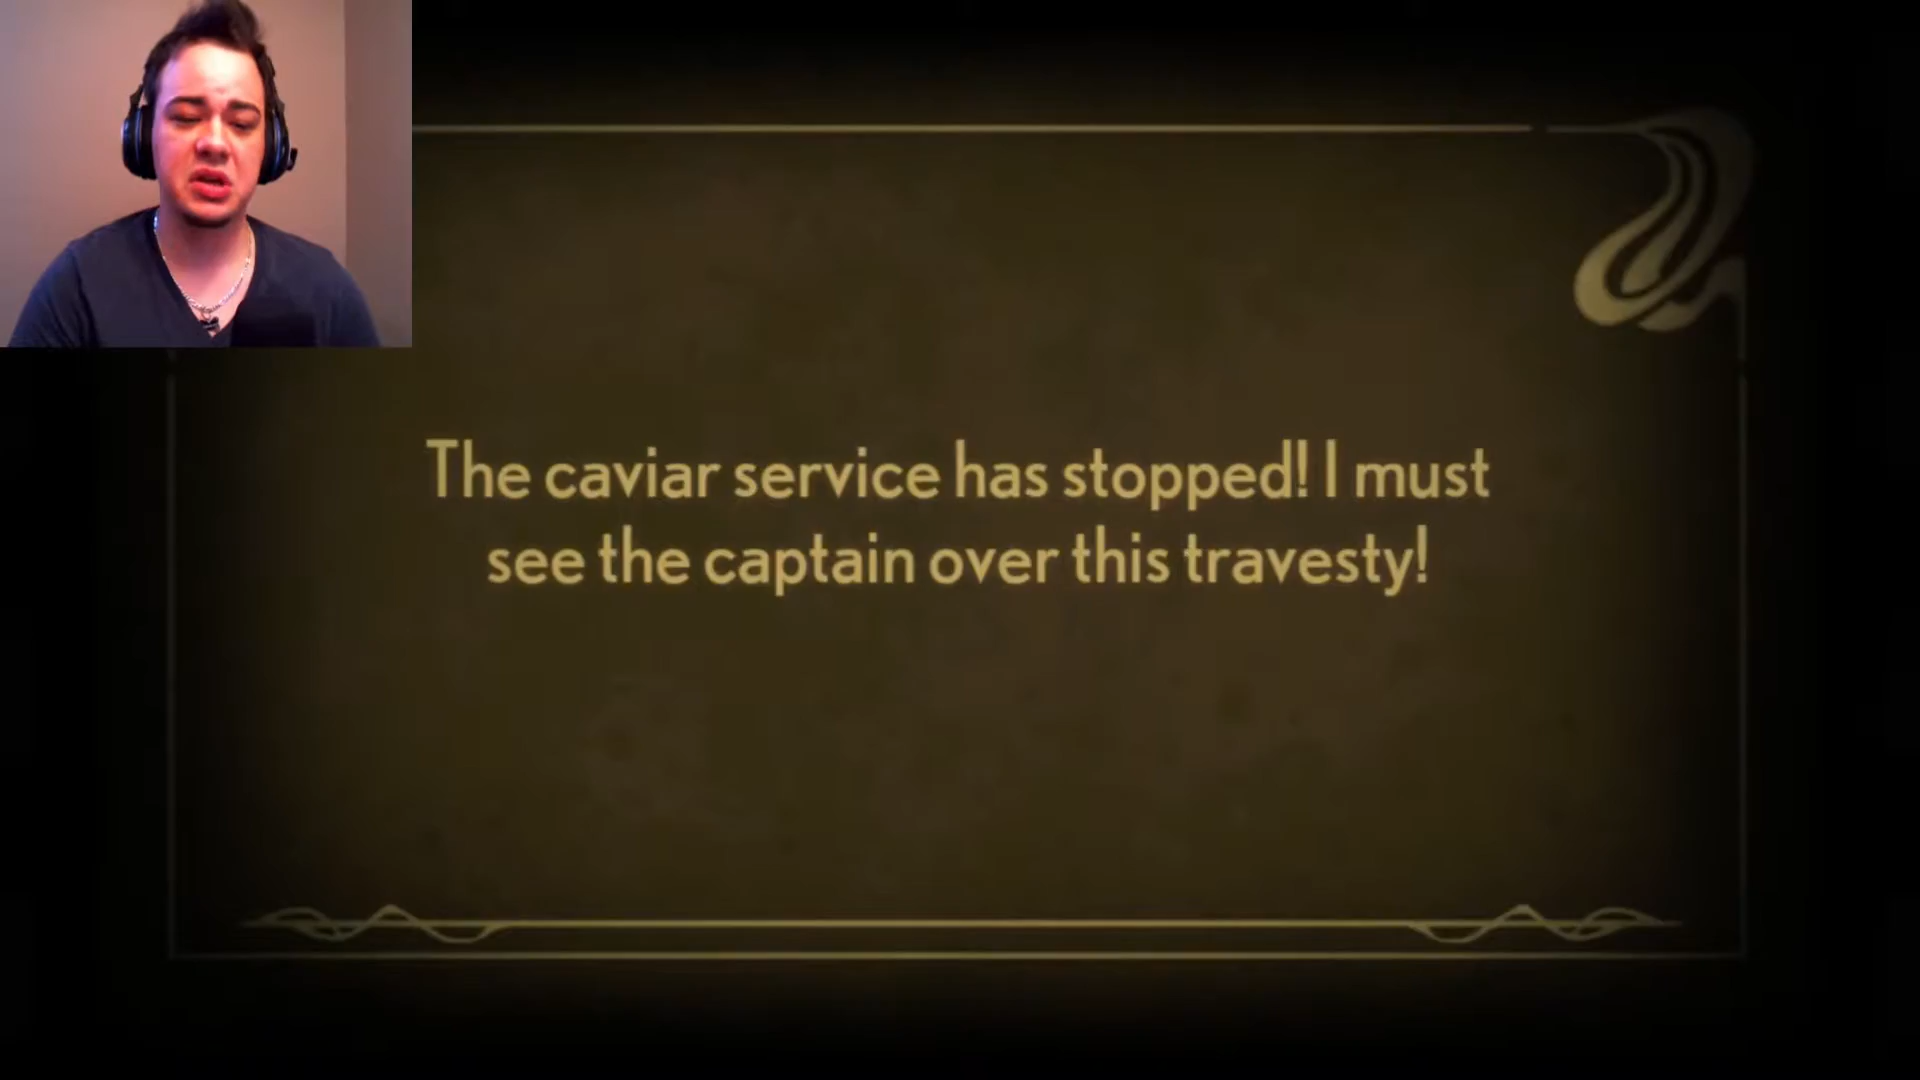 The caviar service has stopped! I must
see the captain over this travesty!